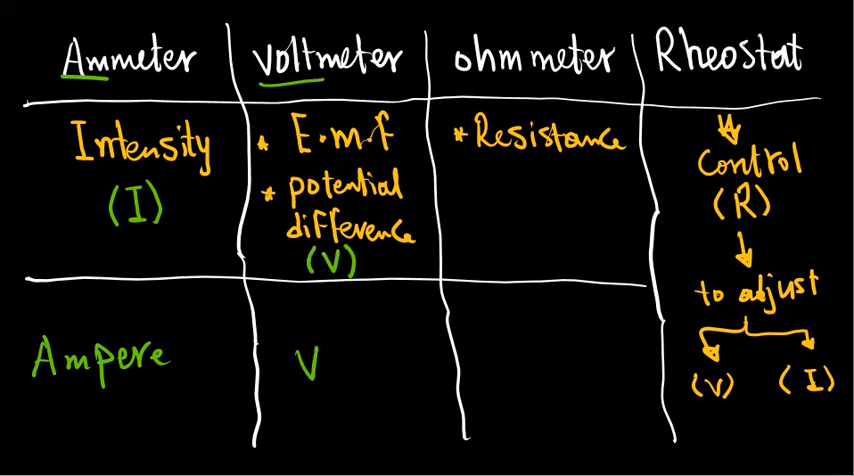 Ammeter
voltmeter
ohmmeter
Rheostat
Intensity
(I)
* E.m.f
* potential
difference
(V)
* Resistance
control
(R)
to adjust
(V) (I)
Ampere
V